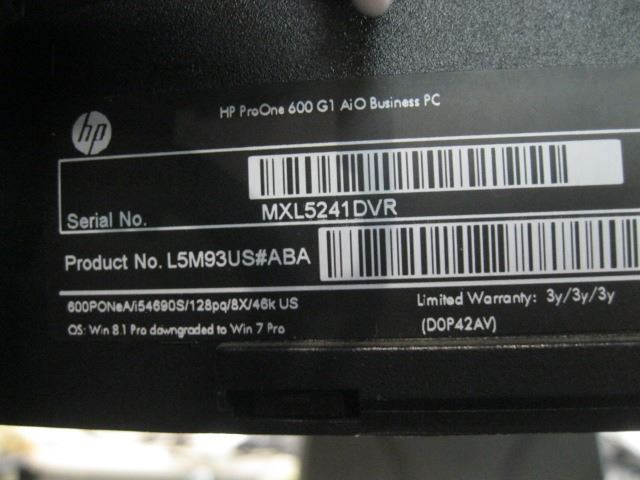 hp
HP ProOne 600 G1 AiO Business PC
Serial No.
MXL5241DVR
Product No. L5M93US#ABA
600PONeA/i54690S/128pq/8X/46k US
OS: Win 8.1 Pro downgraded to Win 7 Pro
Limited Warranty: 3y/3y/3y
(D0P42AV)